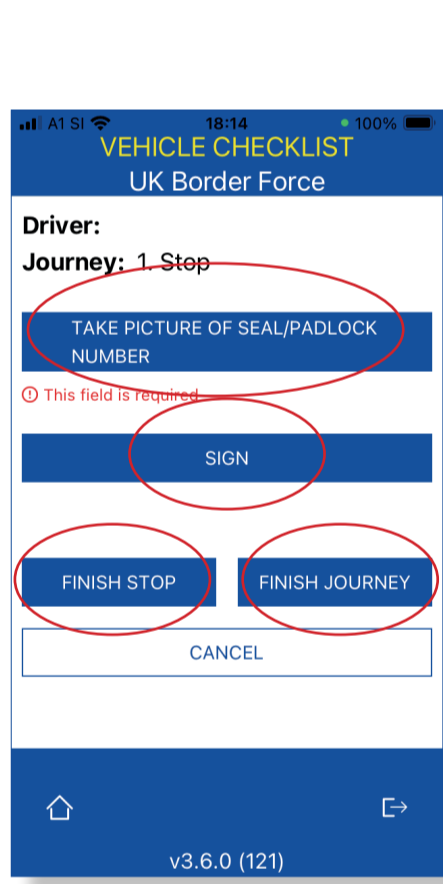 A1 SI 18:14 100%
VEHICLE CHECKLIST
UK Border Force
Driver:
Journey: 1. Stop
TAKE PICTURE OF SEAL/PADLOCK
NUMBER
This field is required
SIGN
FINISH STOP FINISH JOURNEY
CANCEL
v3.6.0 (121)